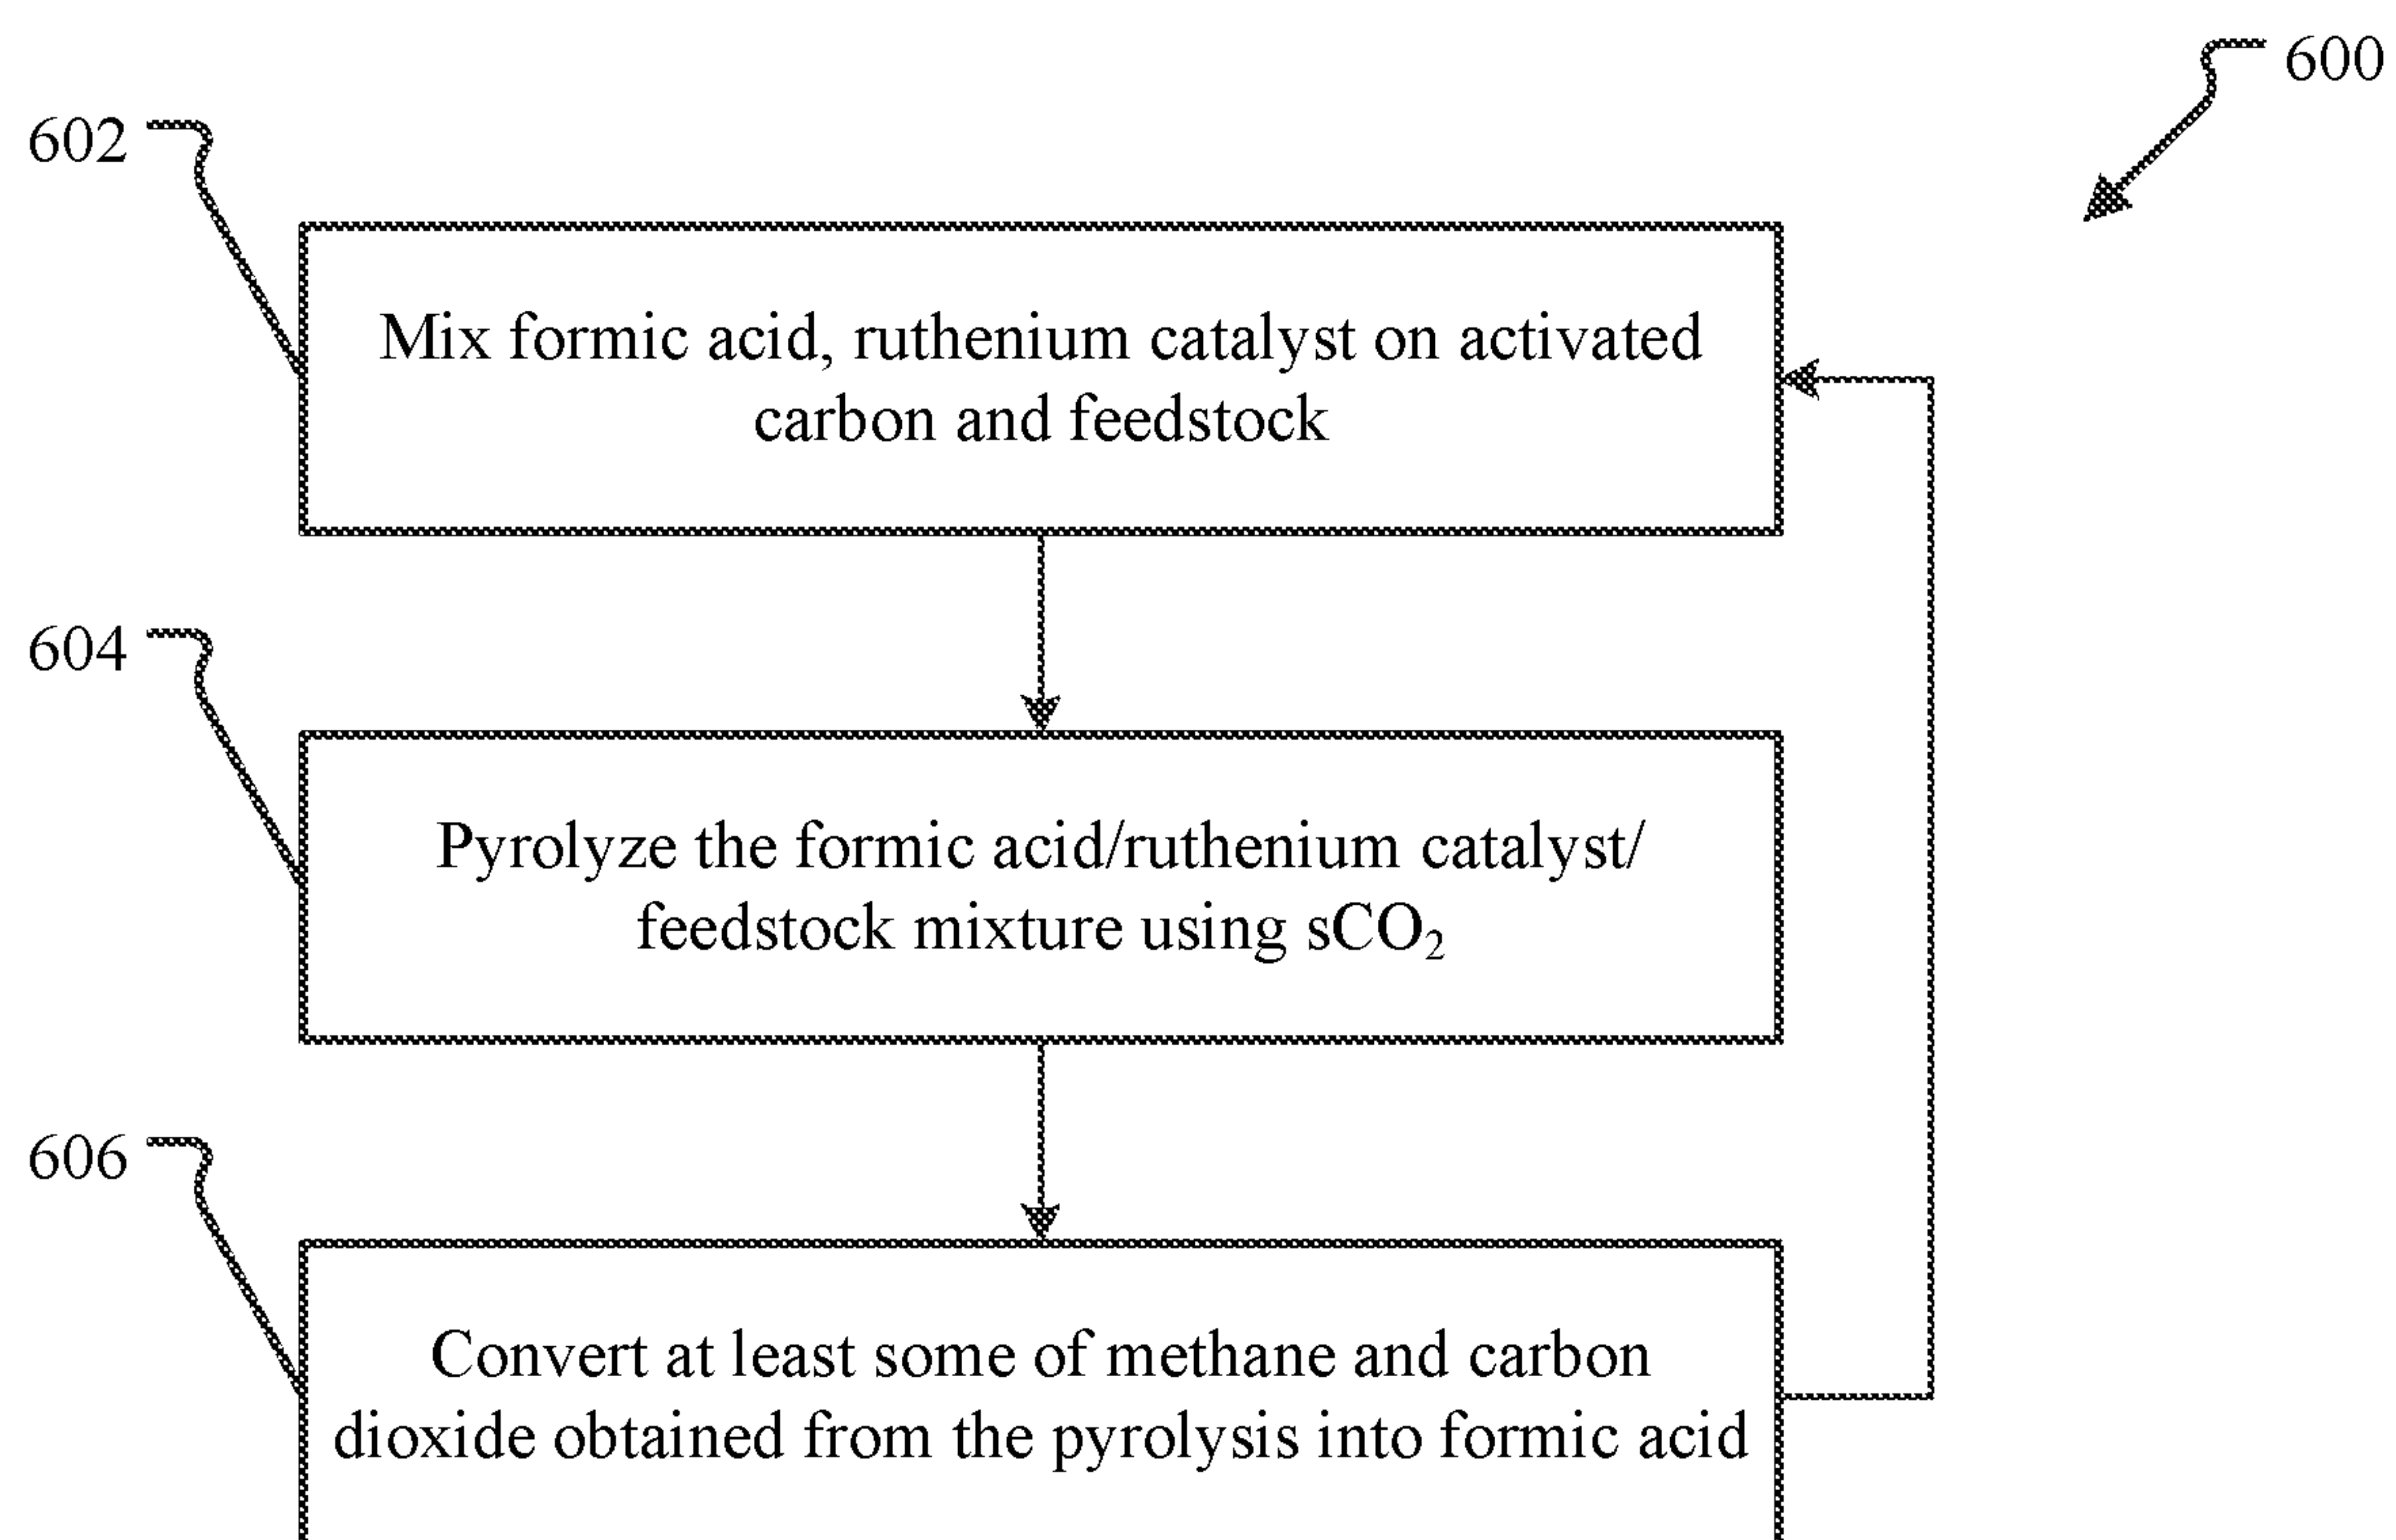 600
602
Mix formic acid, ruthenium catalyst on activated
carbon and feedstock
604
Pyrolyze the formic acid/ruthenium catalyst/
feedstock mixture using sCO₂
606
Convert at least some of methane and carbon
dioxide obtained from the pyrolysis into formic acid